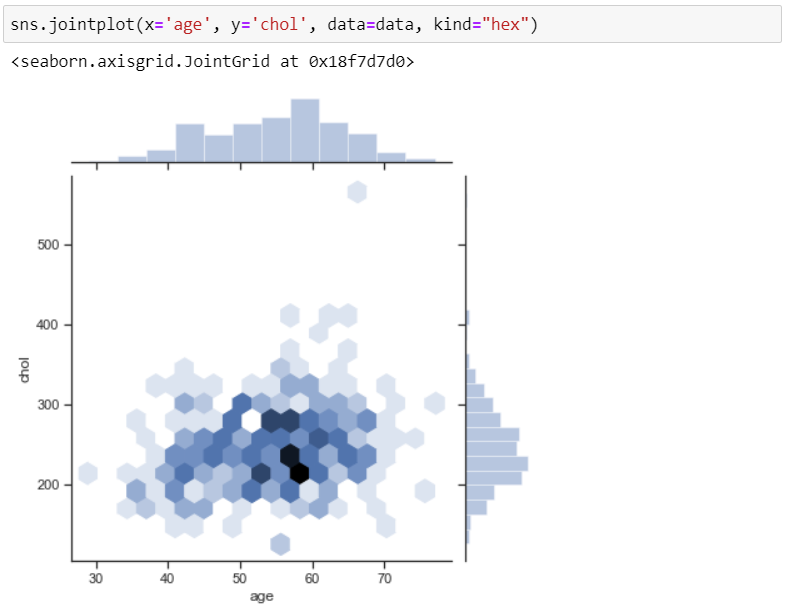 sns.jointplot(x='age', y='chol', data=data, kind="hex")
<seaborn.axisgrid.JointGrid at 0x18f7d7d0>
500
400
chol
300
200
30 40 50 60 70
age